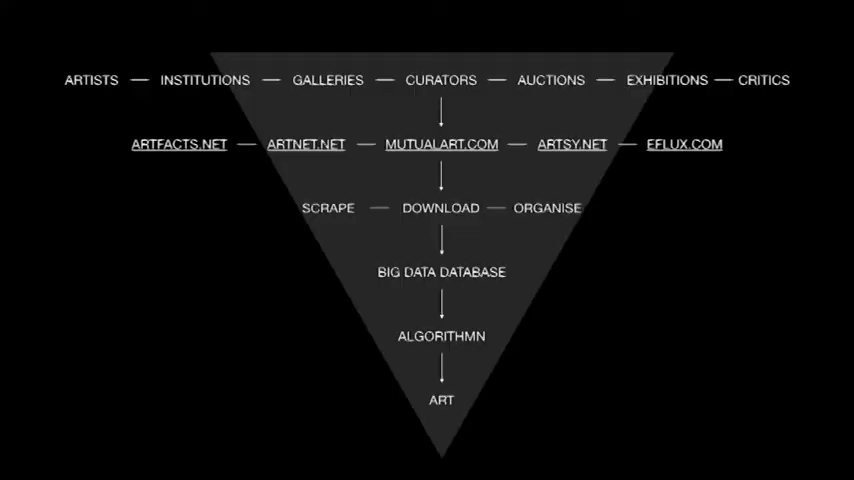 ARTISTS — INSTITUTIONS — GALLERIES — CURATORS — AUCTIONS — EXHIBITIONS — CRITICS
ARTFACTS.NET — ARTNET.NET — MUTUALART.COM — ARTSY.NET — EFLUX.COM
SCRAPE — DOWNLOAD — ORGANISE
BIG DATA DATABASE
ALGORITHMN
ART